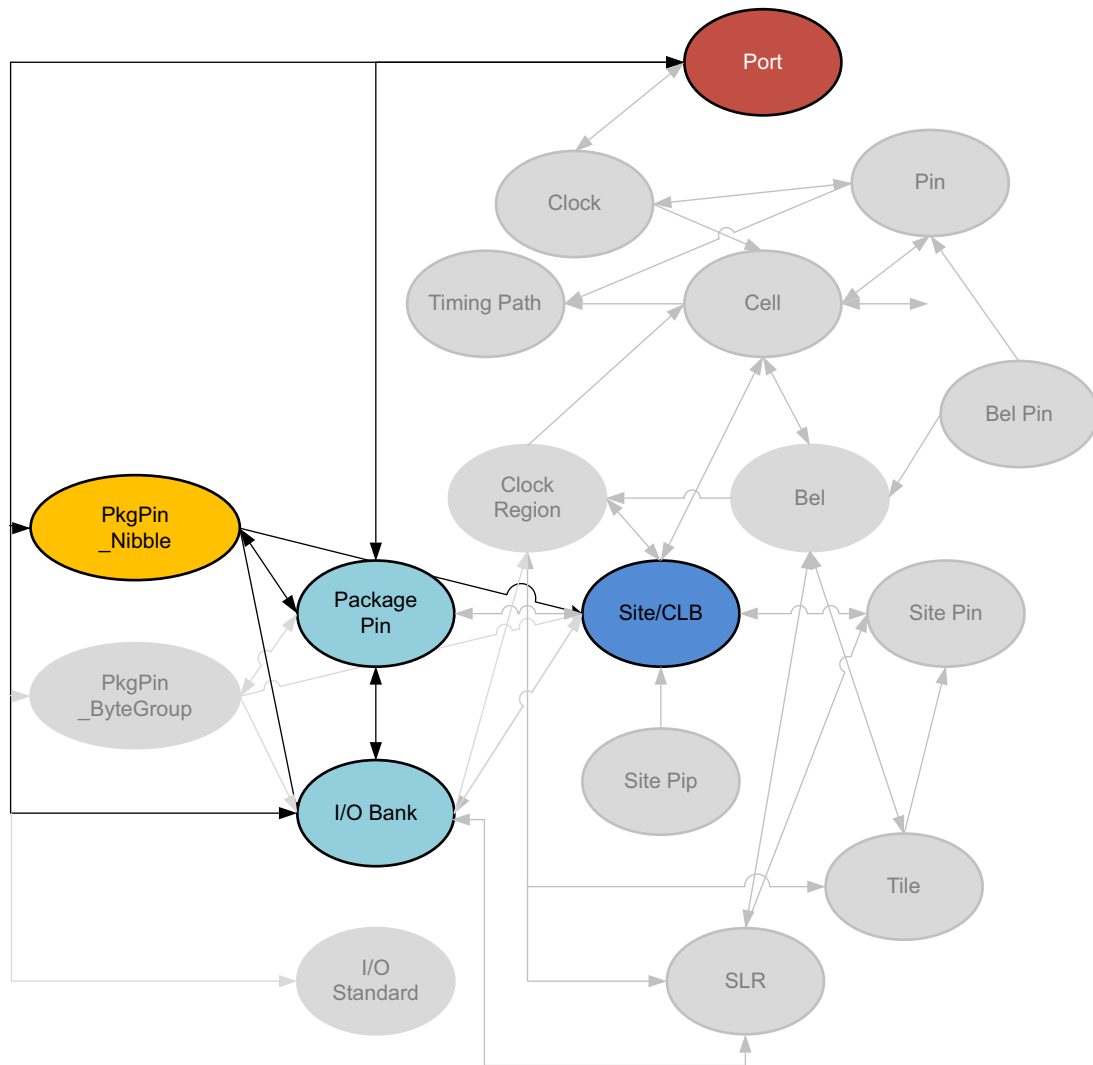 Port
Pin
Clock
Timing Path
Cell
Bel Pin
Clock
Region
Bel
PkgPin
_Nibble
Package
Pin
Site/CLB
Site Pin
PkgPin
_ByteGroup
Site Pip
I/O Bank
Tile
I/O
Standard
SLR